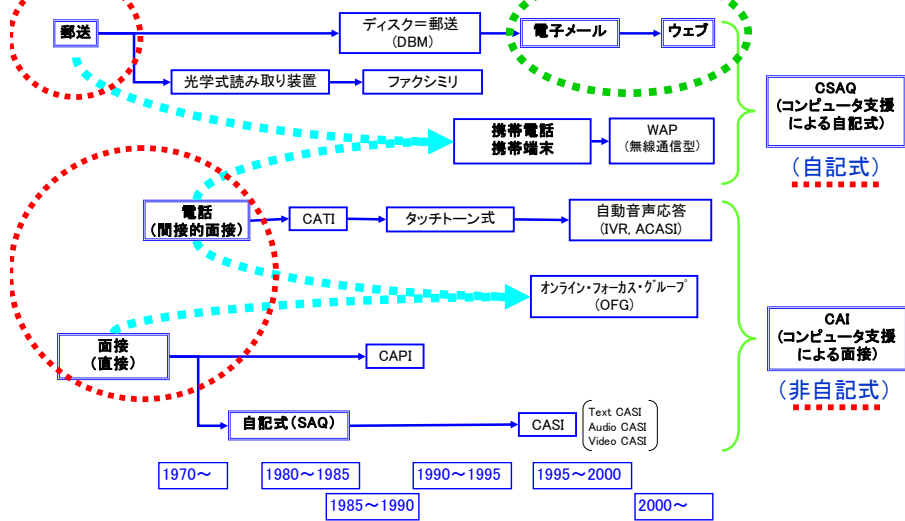 郵送
ディスク＝郵送
(DBM)
電子メール
ウェブ
光学式読み取り装置
ファクシミリ
CSAQ
(コンピュータ支援
による自記式)
(自記式)
携帯電話
携帯端末
WAP
(無線通信型)
電話
(間接的面接)
CATI
タッチトーン式
自動音声応答
(IVR, ACASI)
オンライン・フォーカス・グループ
(OFG)
CAI
(コンピュータ支援
による面接)
(非自記式)
面接
(直接)
CAPI
自記式(SAQ)
CASI
Text CASI
Audio CASI
Video CASI
1970～
1980～1985
1990～1995
1995～2000
1985～1990
2000～